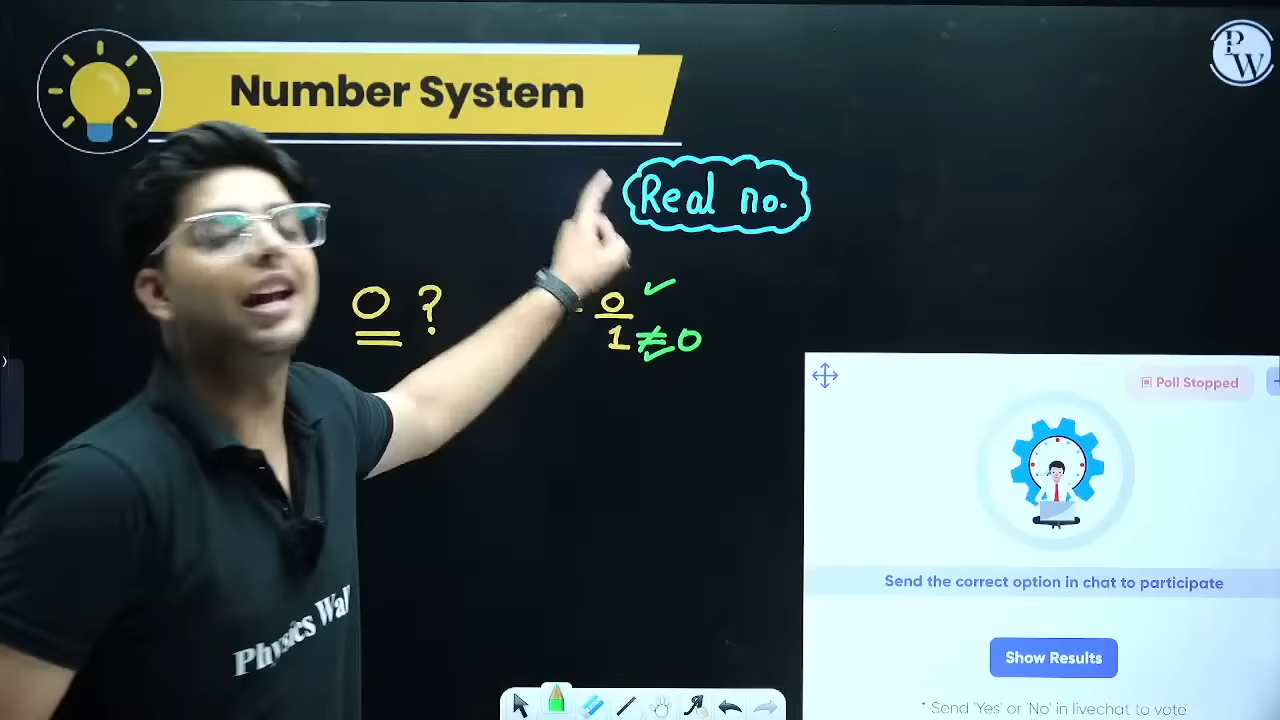 Number System
PW
Real no.
0 ?
0 ✓
1 ≠ 0
✓
Poll Stopped
Send the correct option in chat to participate
Show Results
* Send 'Yes' or 'No' in livechat to vote
Physics Wal